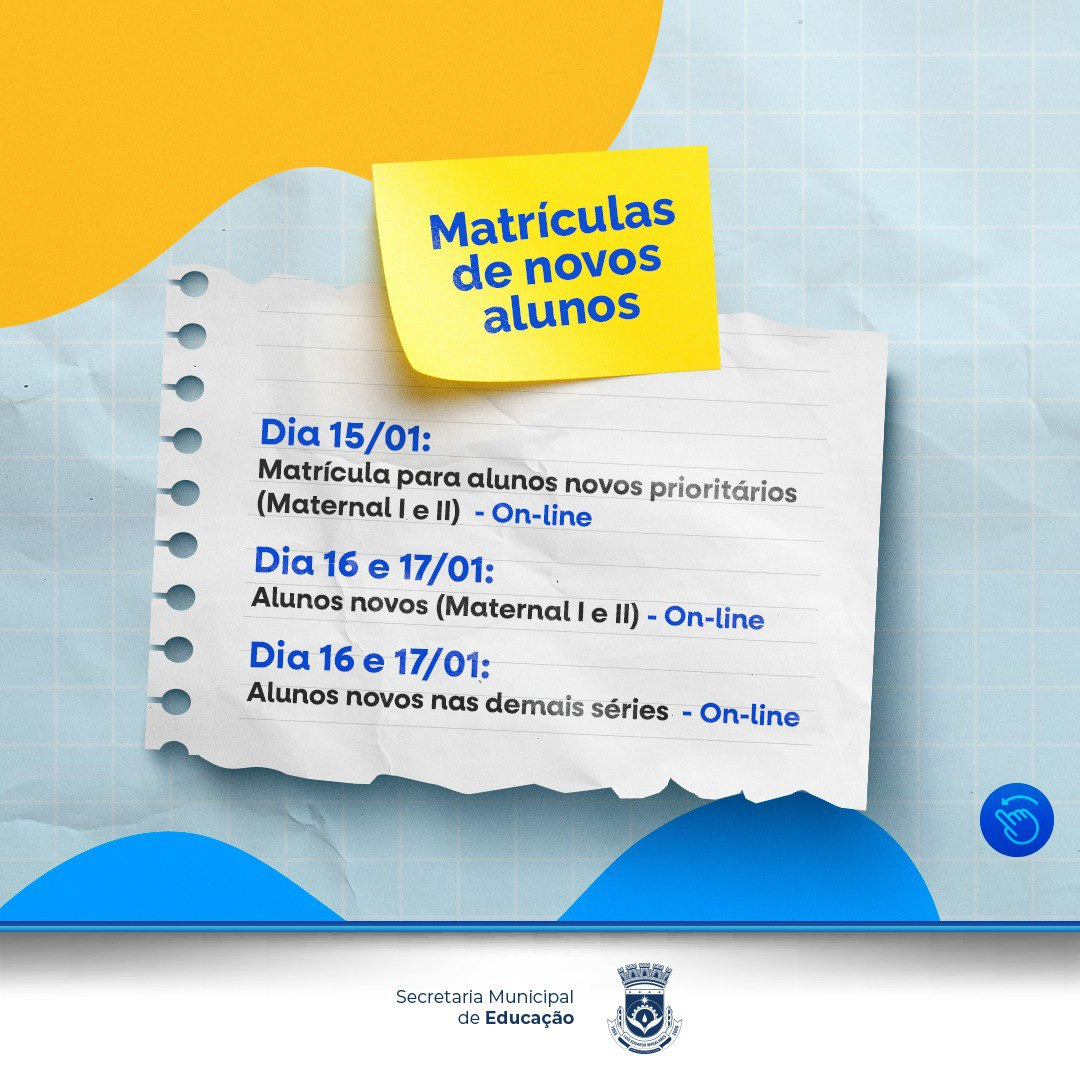 Matrículas
de novos
alunos
Dia 15/01:
Matrícula para alunos novos prioritários
(Maternal I e II) - On-line
Dia 16 e 17/01:
Alunos novos (Maternal I e II) - On-line
Dia 16 e 17/01:
Alunos novos nas demais séries - On-line
Secretaria Municipal
de Educação